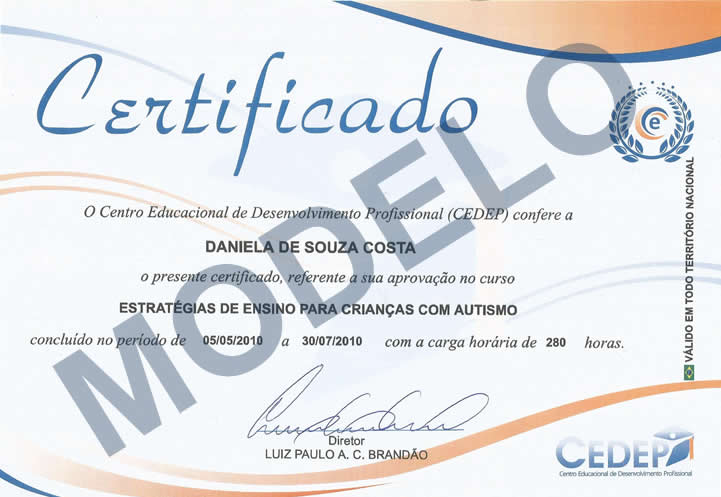 Certificado
O Centro Educacional de Desenvolvimento Profissional (CEDEP) confere a
DANIELA DE SOUZA COSTA
o presente certificado, referente a sua aprovação no curso
ESTRATÉGIAS DE ENSINO PARA CRIANÇAS COM AUTISMO
concluído no período de 05/05/2010 a 30/07/2010 com a carga horária de 280 horas.
Diretor
LUIZ PAULO A. C. BRANDÃO
MODELO
VÁLIDO EM TODO TERRITÓRIO NACIONAL
CEDEP
Centro Educacional de Desenvolvimento Profissional